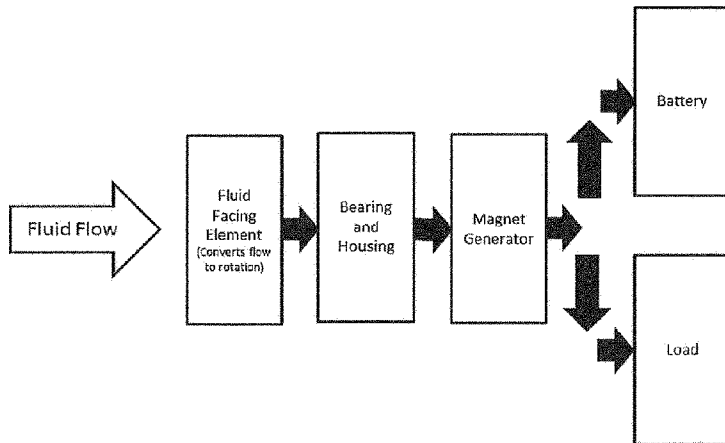 Fluid Flow
Fluid
Facing
Element
(Converts flow
to rotation)
Bearing
and
Housing
Magnet
Generator
Battery
Load